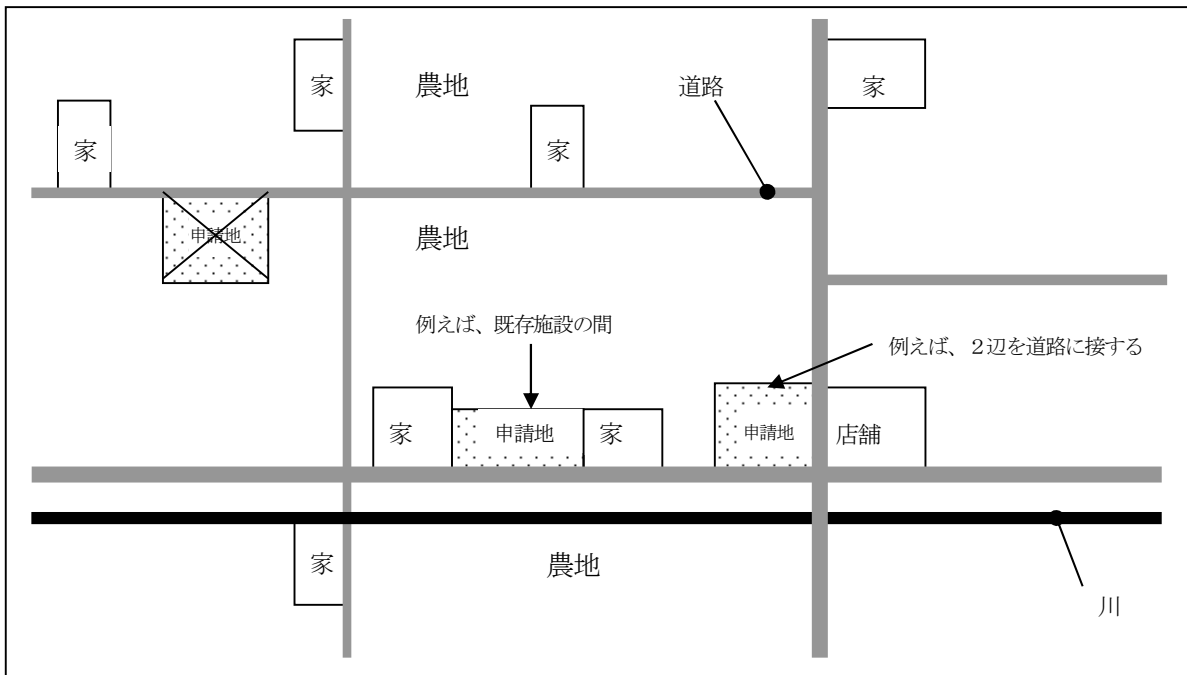 家
農地
道路
家
家
家
申請地
農地
例えば、既存施設の間
例えば、２辺を道路に接する
家
申請地
家
申請地
店舗
家
農地
川